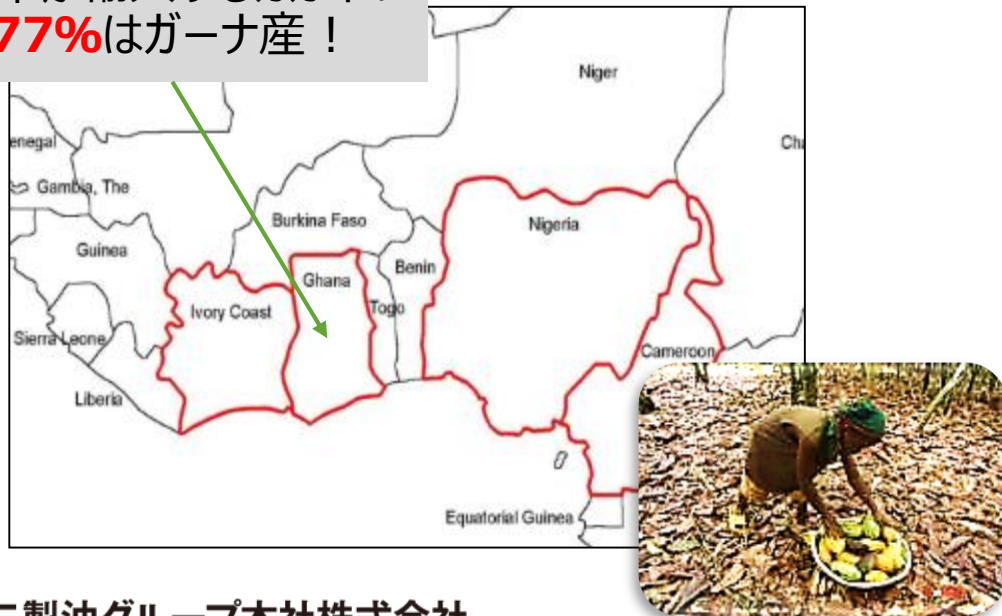 77%はガーナ産！
Niger
enegal
Gambia, The
Burkina Faso
Nigeria
Guinea
Benin
Ghana
Ivory Coast
Togo
Sierra Leone
Cameroon
Liberia
Equatorial Guinea
製油グループ本社株式会社